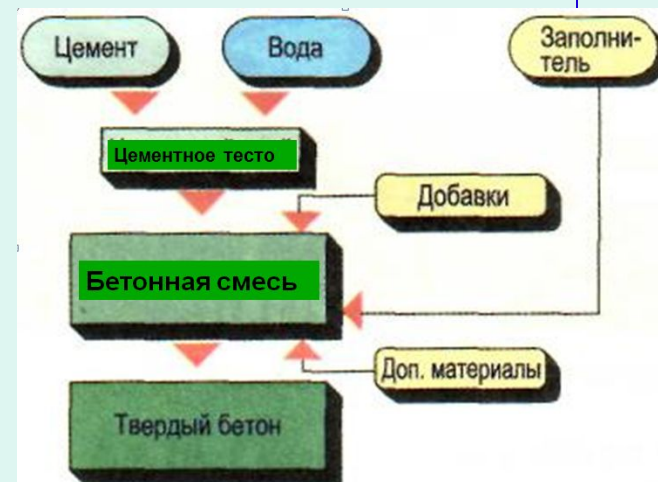 Цемент
Вода
Заполни-
тель
Цементное тесто
Добавки
Бетонная смесь
Доп. материалы
Твердый бетон